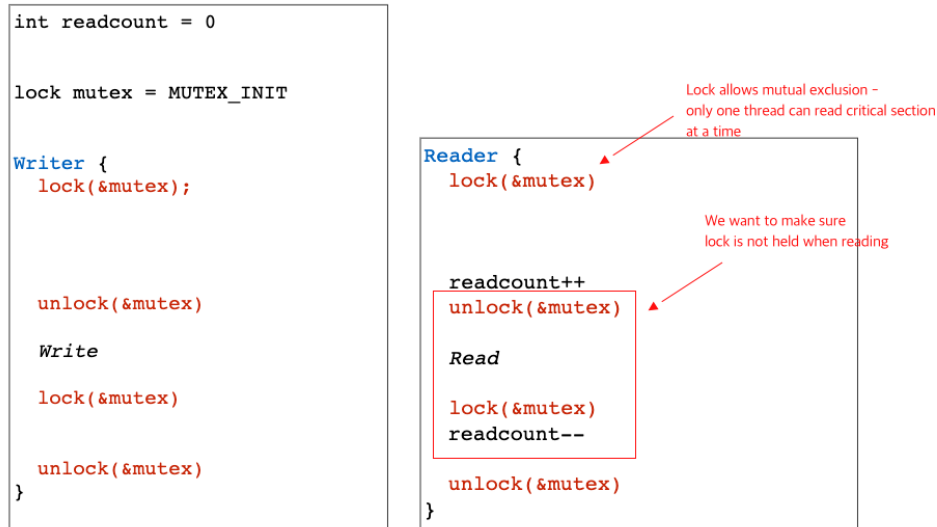 int readcount = 0
lock mutex = MUTEX_INIT
Writer {
lock(&mutex);
unlock(&mutex)
Write
lock(&mutex)
unlock(&mutex)
}
Reader {
lock(&mutex)
readcount++
unlock(&mutex)
Read
lock(&mutex)
readcount--
unlock(&mutex)
}
Lock allows mutual exclusion –
only one thread can read critical section
at a time
We want to make sure
lock is not held when reading